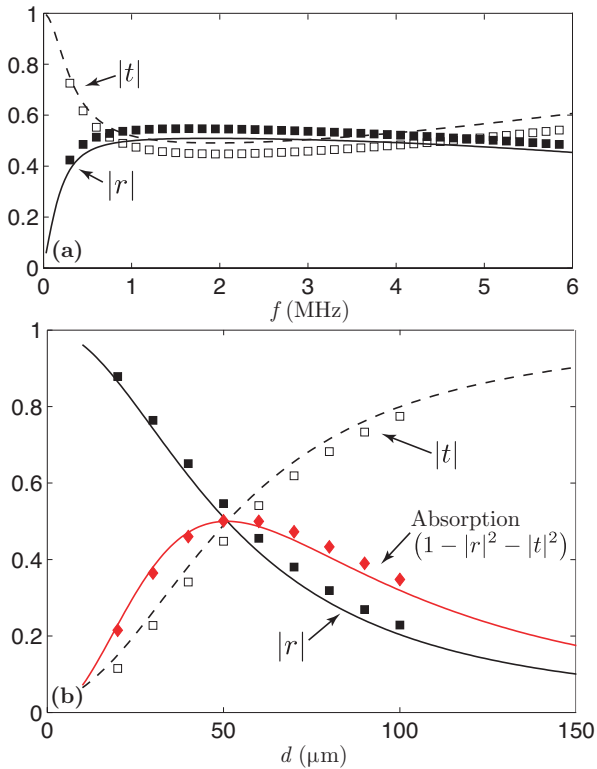 1
0.8
0.6
0.4
0.2
0
|t|
|r|
(a)
0 1 2 3 4 5 6
f (MHz)
1
0.8
0.6
0.4
0.2
0
|t|
Absorption
(1 − |r|² − |t|²)
|r|
(b)
0 50 100 150
d (μm)